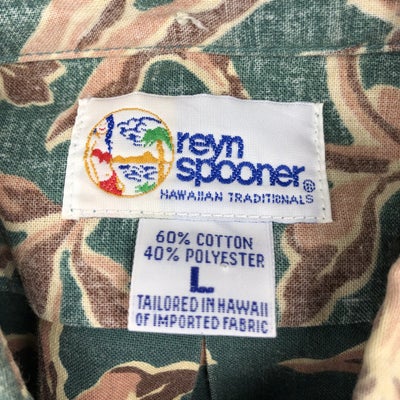 reyn
spooner®
HAWAIIAN TRADITIONALS
60% COTTON
40% POLYESTER
L
TAILORED IN HAWAII
OF IMPORTED FABRIC